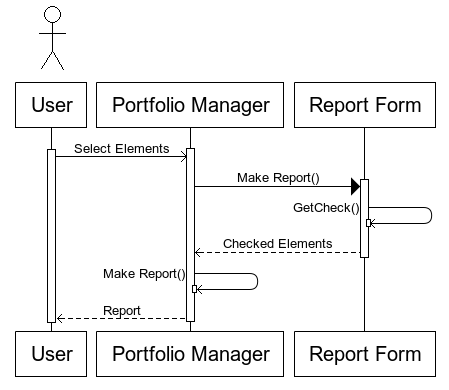 User
Portfolio Manager
Report Form
Select Elements
Make Report()
GetCheck()
Checked Elements
Make Report()
Report
User
Portfolio Manager
Report Form